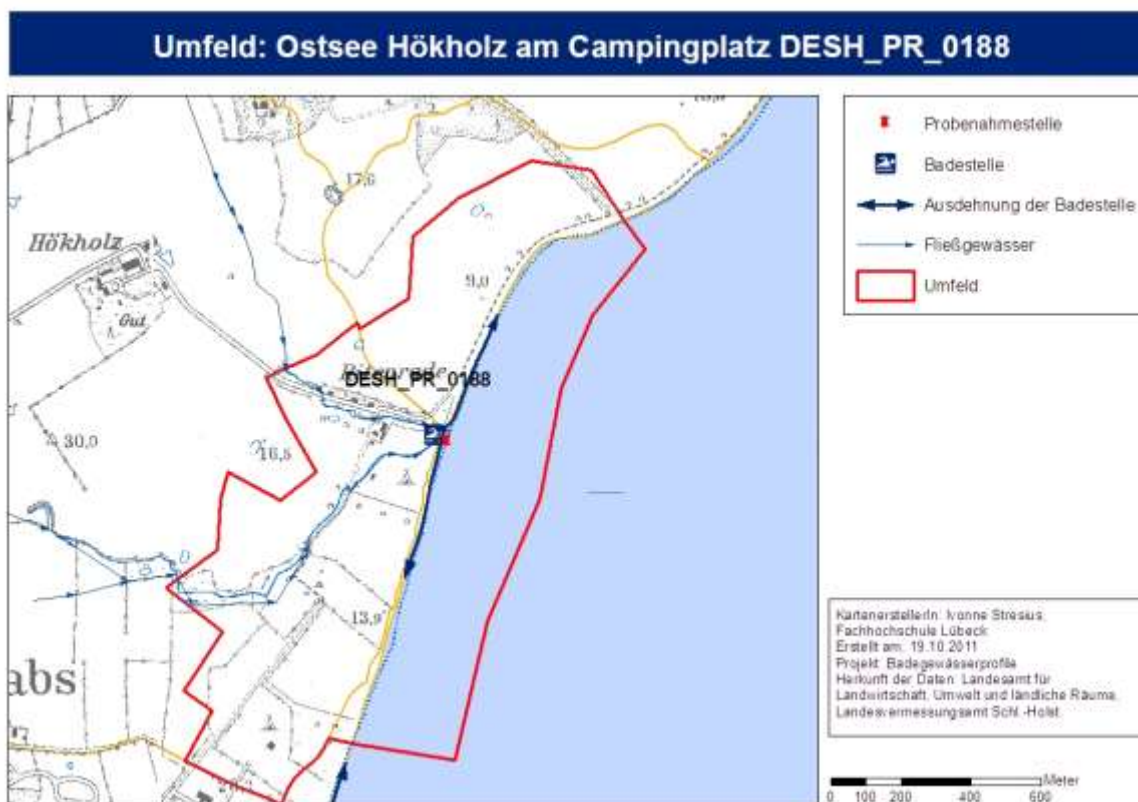 Umfeld: Ostsee Hökholz am Campingplatz DESH_PR_0188
Probenahmestelle
Badestelle
Ausdehnung der Badestelle
Fließgewässer
Umfeld
17,6
Hökholz
9,0
Gut
DESH_PR_0188
30,0
16,5
13,9
abs
Kartenerstellerin: Ivonne Stresius,
Fachhochschule Lübeck
Erstellt am: 19.10.2011
Projekt: Badegewässerprofile
Herkunft der Daten: Landesamt für
Landwirtschaft, Umwelt und ländliche Räume,
Landesvermessungsamt Schl.-Holst.
Meter
0 100 200 400 600